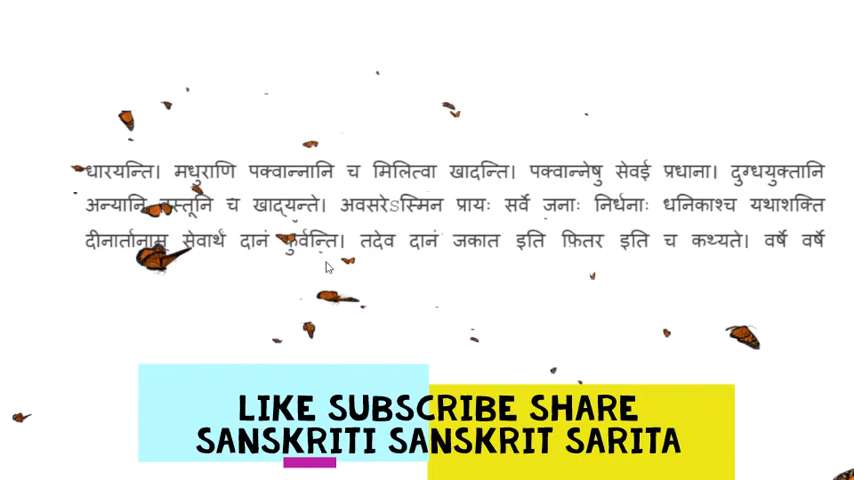 धारयन्ति। मधुराणि पक्वान्नानि च मिलित्वा खादन्ति। पक्वान्नेषु सेवई प्रधाना। दुग्धयुक्तानि
अन्यानि वस्तूनि च खाद्यन्ते। अवसरेSस्मिन प्रायः सर्वे जनाः निर्धनाः धनिकाश्च यथाशक्ति
दीनार्तानाम् सेवार्थं दानं कुर्वन्ति। तदेव दानं जकात इति फ़ितर इति च कथ्यते। वर्षे वर्षे
LIKE SUBSCRIBE SHARE
SANSKRITI SANSKRIT SARITA